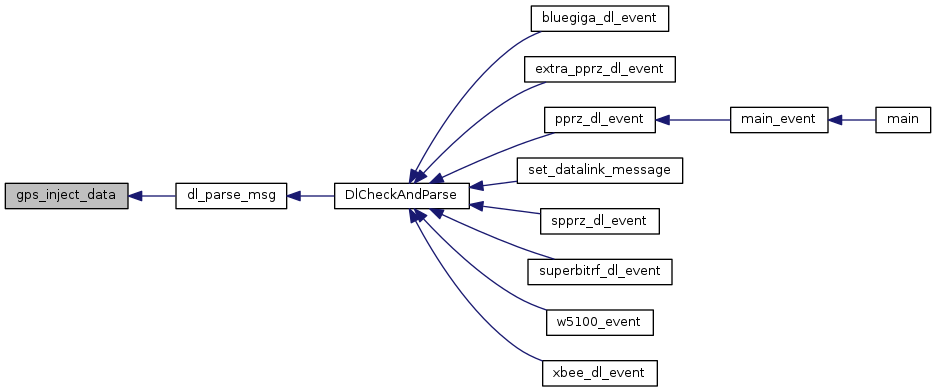 bluegiga_dl_event
extra_pprz_dl_event
pprz_dl_event
main_event
main
set_datalink_message
gps_inject_data
dl_parse_msg
DlCheckAndParse
spprz_dl_event
superbitrf_dl_event
w5100_event
xbee_dl_event